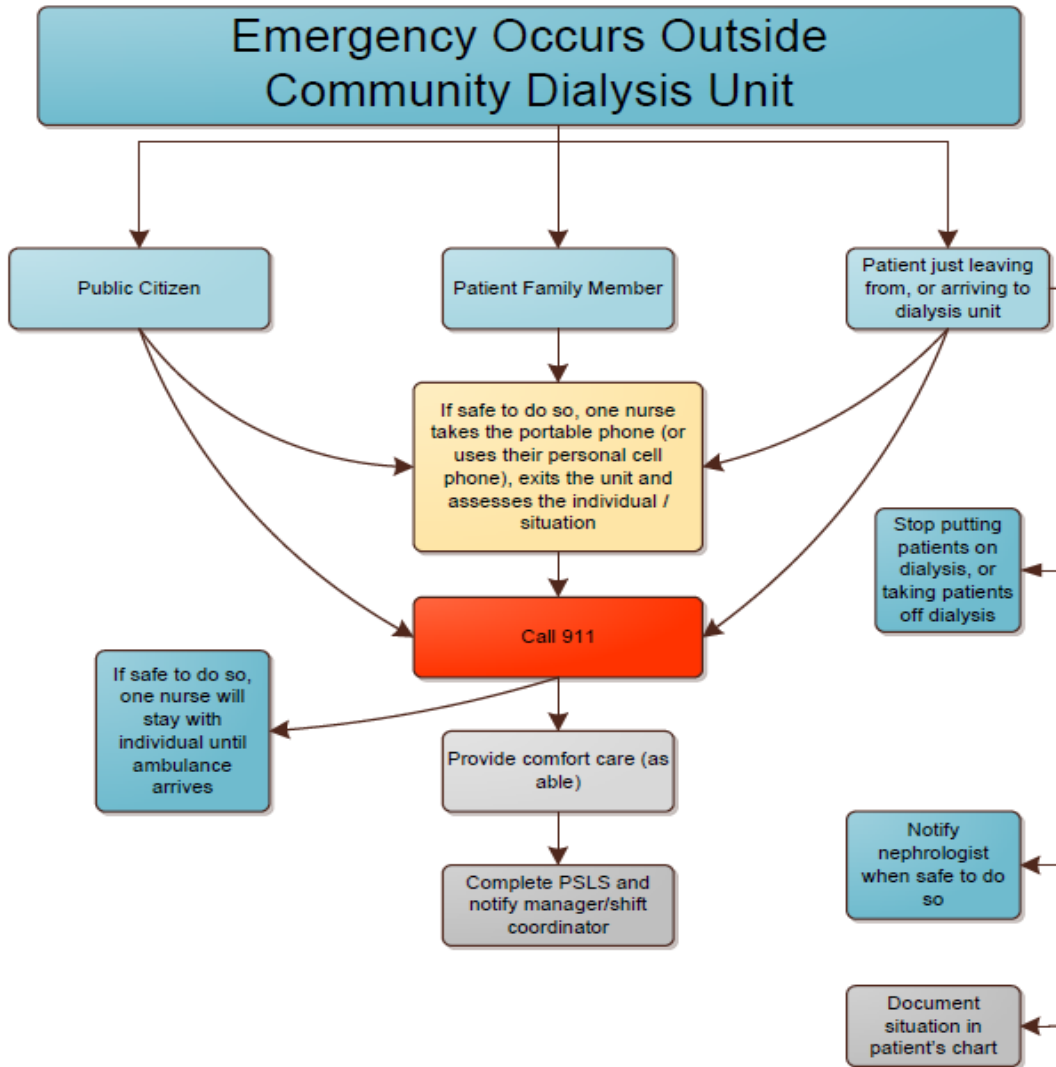 Emergency Occurs Outside
Community Dialysis Unit
Public Citizen
Patient Family Member
Patient just leaving
from, or arriving to
dialysis unit
If safe to do so, one nurse
takes the portable phone (or
uses their personal cell
phone), exits the unit and
assesses the individual /
situation
Stop putting
patients on
dialysis, or
taking patients
off dialysis
Call 911
If safe to do so,
one nurse will
stay with
individual until
ambulance
arrives
Provide comfort care (as
able)
Notify
nephrologist
when safe to do
so
Complete PSLS and
notify manager/shift
coordinator
Document
situation in
patient's chart